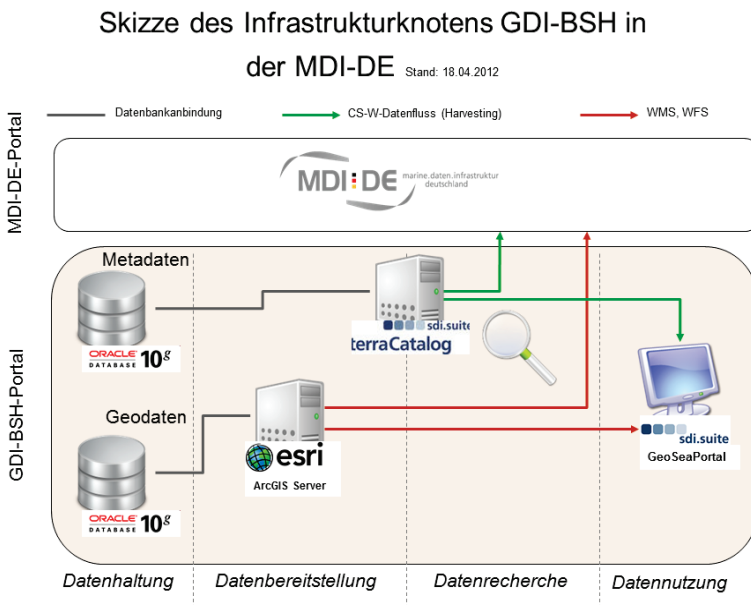 Skizze des Infrastrukturknotens GDI-BSH in
der MDI-DE Stand: 18.04.2012
Datenbankanbindung
CS-W-Datenfluss (Harvesting)
WMS, WFS
MDI-DE-Portal
MDI:DE marine.daten.infrastruktur
deutschland
GDI-BSH-Portal
Metadaten
ORACLE
DATABASE 10g
sdi.suite
terraCatalog
Geodaten
ORACLE
DATABASE 10g
esri
ArcGIS Server
sdi.suite
GeoSeaPortal
Datenhaltung
Datenbereitstellung
Datenrecherche
Datennutzung